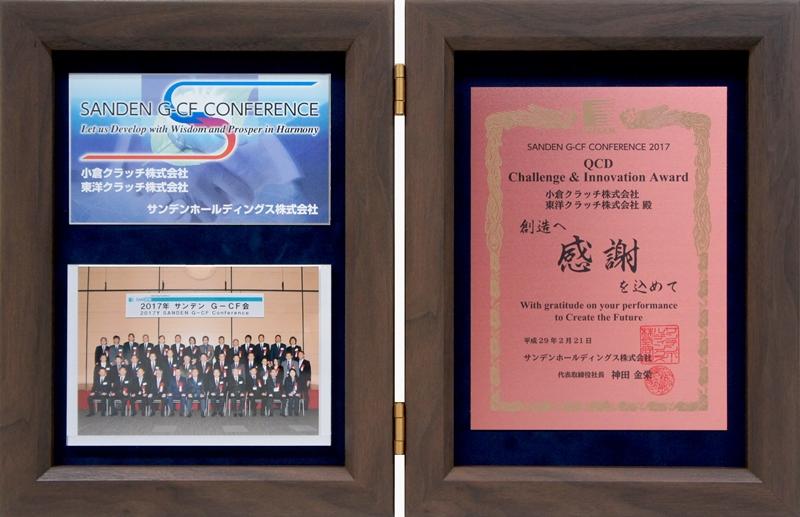 SANDEN G-CF CONFERENCE
Let us Develop with Wisdom and Prosper in Harmony
小倉クラッチ株式会社
東洋クラッチ株式会社
サンデンホールディングス株式会社
SANDEN
2017年 サンデン G-CF会
2017Y SANDEN G-CF Conference
SANDEN G-CF CONFERENCE 2017
QCD
Challenge & Innovation Award
小倉クラッチ株式会社
東洋クラッチ株式会社 殿
創造へ
感謝
を込めて
With gratitude on your performance
to Create the Future
平成29年2月21日
サンデンホールディングス株式会社
代表取締役社長 神田 金栄